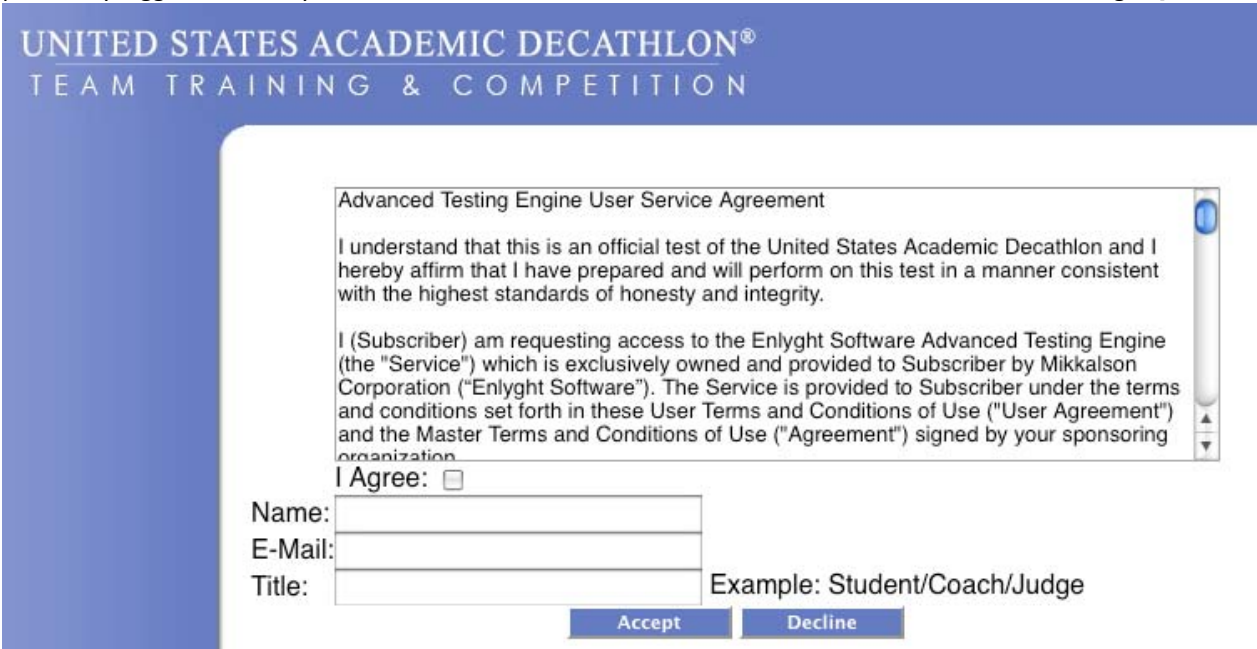 UNITED STATES ACADEMIC DECATHLON®
TEAM TRAINING & COMPETITION
Advanced Testing Engine User Service Agreement
I understand that this is an official test of the United States Academic Decathlon and I
hereby affirm that I have prepared and will perform on this test in a manner consistent
with the highest standards of honesty and integrity.
I (Subscriber) am requesting access to the Enlyght Software Advanced Testing Engine
(the "Service") which is exclusively owned and provided to Subscriber by Mikkalson
Corporation (“Enlyght Software”). The Service is provided to Subscriber under the terms
and conditions set forth in these User Terms and Conditions of Use ("User Agreement")
and the Master Terms and Conditions of Use ("Agreement") signed by your sponsoring
organization
I Agree:
Name:
E-Mail:
Title:
Example: Student/Coach/Judge
Accept
Decline